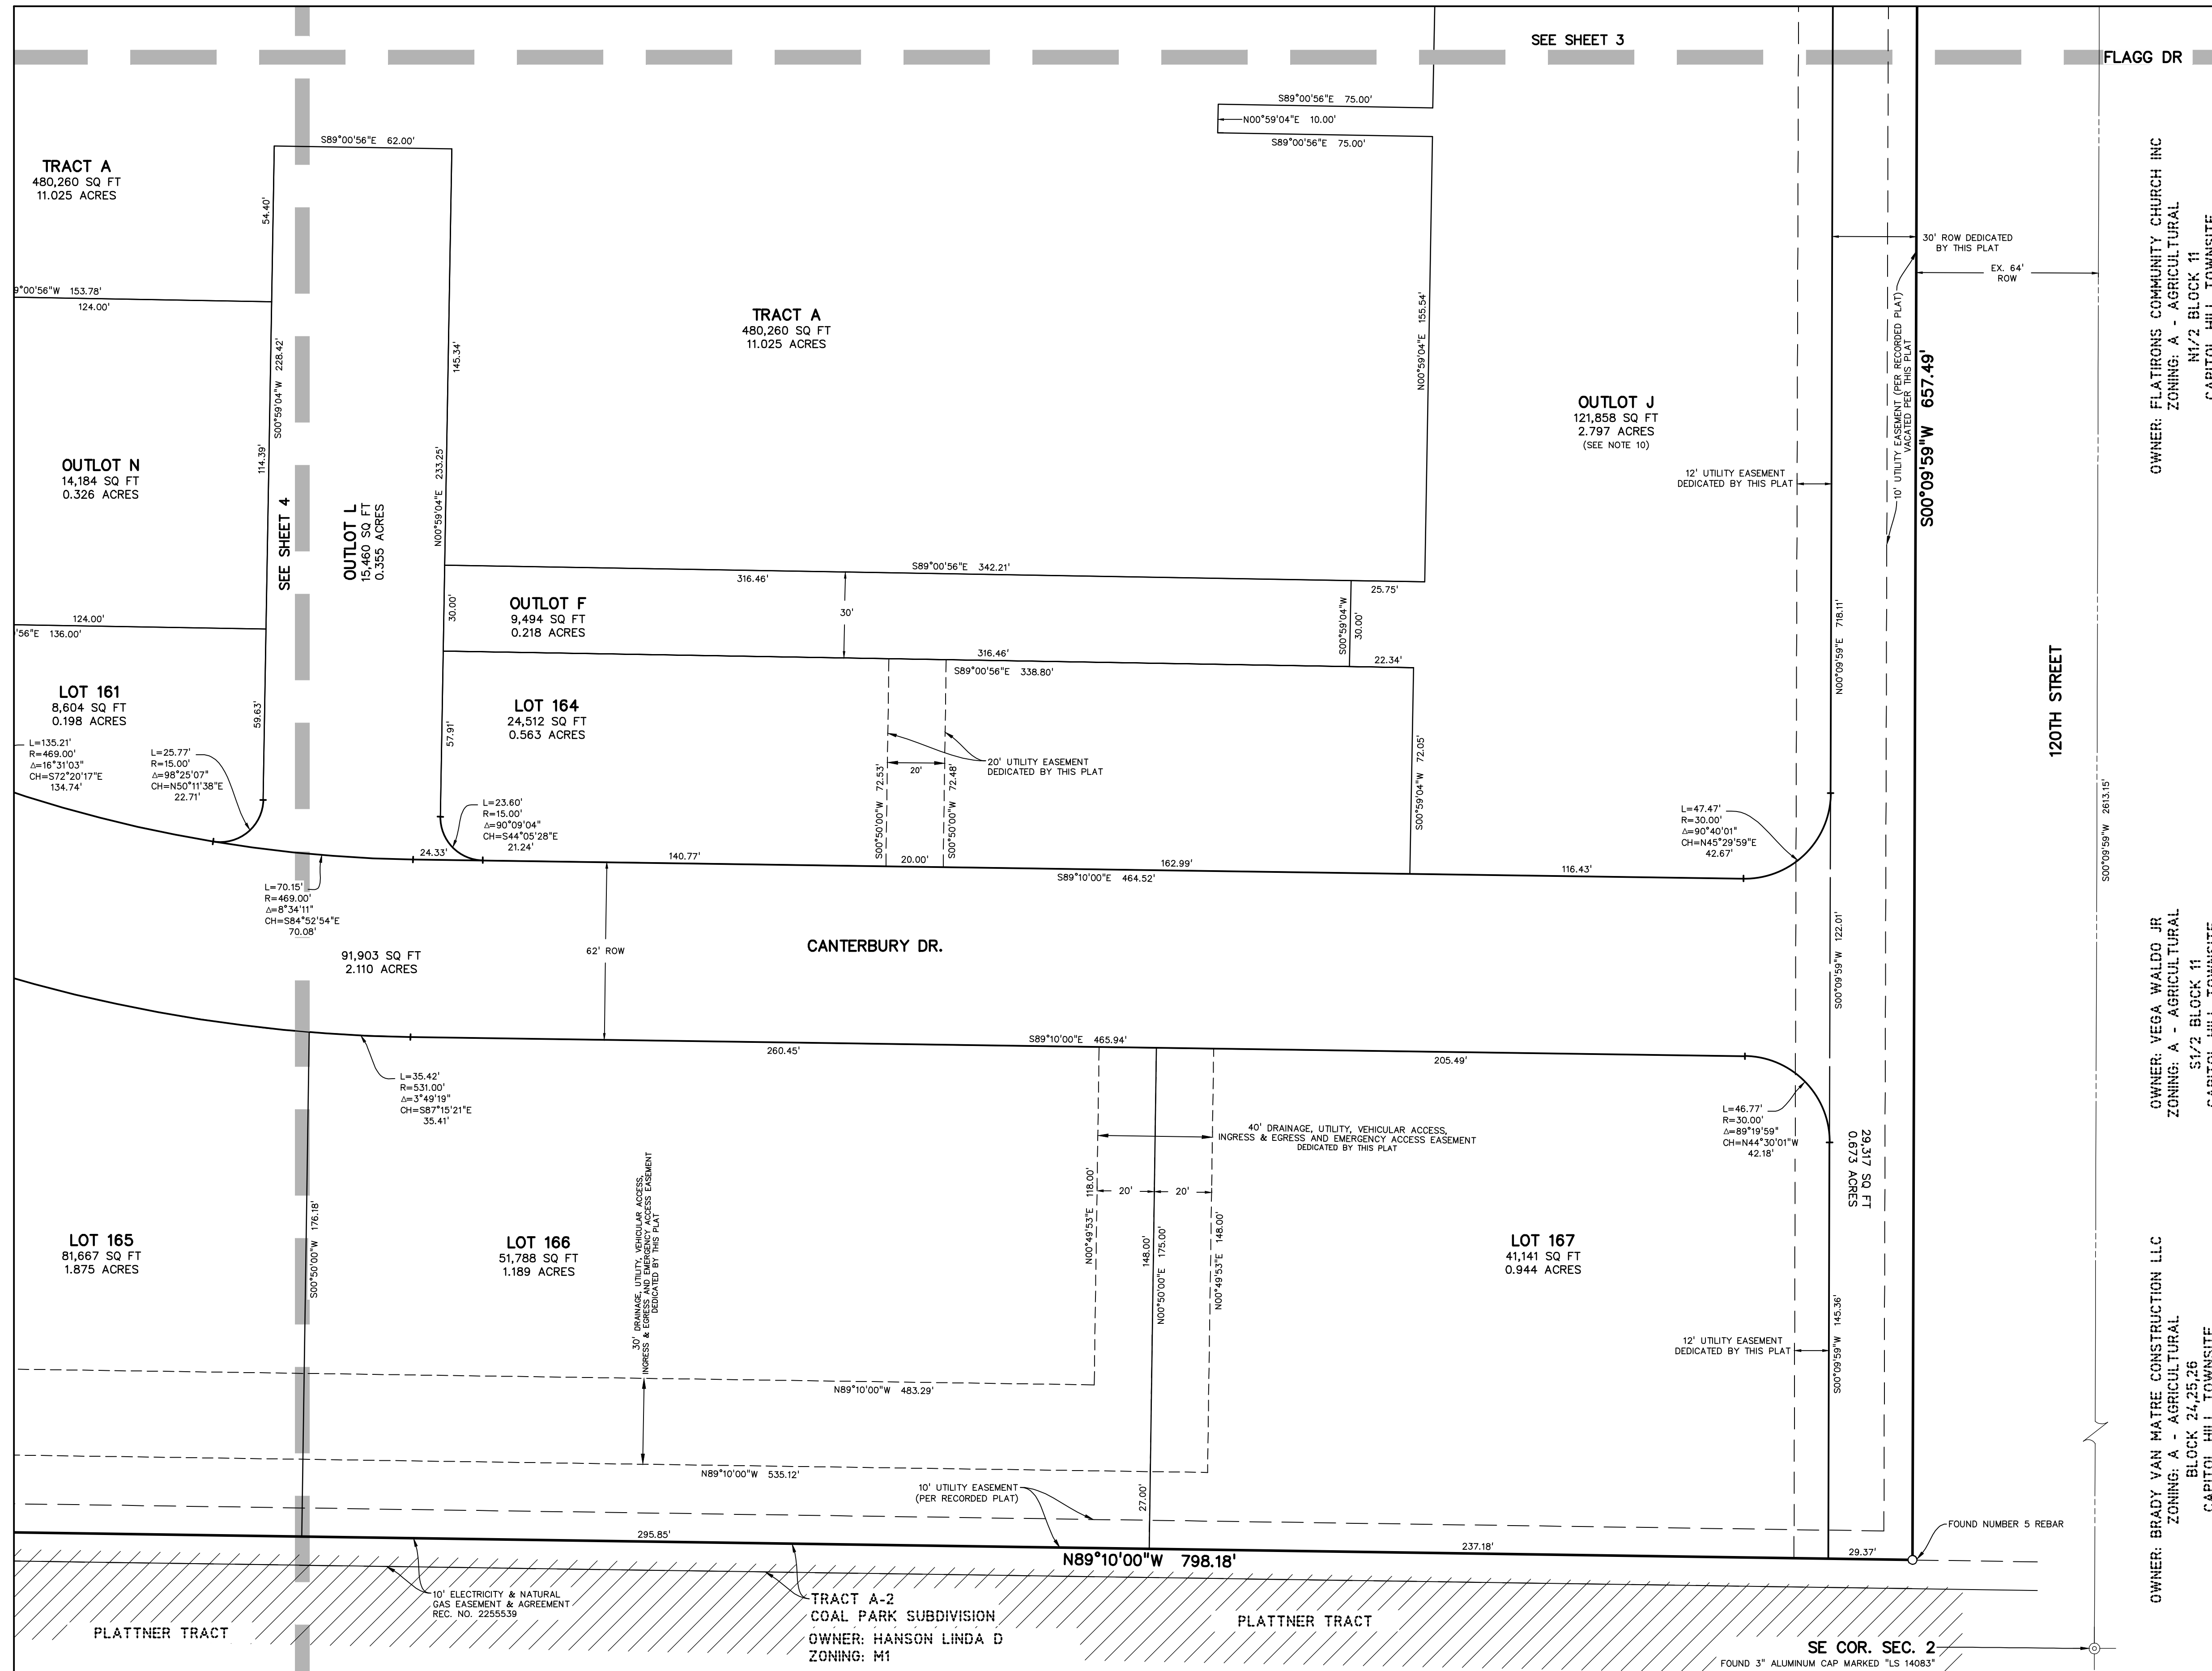 SEE SHEET 3
FLAGG DR
S89°00'56"E 75.00'
N00°59'04"E 10.00'
S89°00'56"E 75.00'
S89°00'56"E 62.00'
TRACT A
480,260 SQ FT
11.025 ACRES
54.40'
9°00'56"W 153.78'
124.00'
S00°59'04"W 228.42'
145.34'
TRACT A
480,260 SQ FT
11.025 ACRES
N00°59'04"E 155.54'
30' ROW DEDICATED
BY THIS PLAT
EX. 64'
ROW
10' UTILITY EASEMENT (PER RECORDED PLAT)
VACATED PER THIS PLAT
S00°09'59"W 657.49'
OWNER: FLATIRONS COMMUNITY CHURCH INC
ZONING: A - AGRICULTURAL
N1/2 BLOCK 11
CAPITOL HILL TOWNSITE
OUTLOT J
121,858 SQ FT
2.797 ACRES
(SEE NOTE 10)
12' UTILITY EASEMENT
DEDICATED BY THIS PLAT
OUTLOT N
14,184 SQ FT
0.326 ACRES
114.39'
SEE SHEET 4
OUTLOT L
15,460 SQ FT
0.355 ACRES
N00°59'04"E 233.25'
S89°00'56"E 342.21'
316.46'
25.75'
OUTLOT F
9,494 SQ FT
0.218 ACRES
30.00'
30'
S00°59'04"W
30.00'
124.00'
'56"E 136.00'
316.46'
22.34'
S89°00'56"E 338.80'
N00°09'59"E 718.11'
120TH STREET
LOT 161
8,604 SQ FT
0.198 ACRES
59.63'
LOT 164
24,512 SQ FT
0.563 ACRES
57.91'
L=135.21'
R=469.00'
Δ=16°31'03"
CH=S72°20'17"E
134.74'
L=25.77'
R=15.00'
Δ=98°25'07"
CH=N50°11'38"E
22.71'
20' UTILITY EASEMENT
DEDICATED BY THIS PLAT
20'
S00°50'00"W 72.53'
S00°50'00"W 72.48'
S00°59'04"W 72.05'
L=23.60'
R=15.00'
Δ=90°09'04"
CH=S44°05'28"E
21.24'
L=47.47'
R=30.00'
Δ=90°40'01"
CH=N45°29'59"E
42.67'
S00°09'59"W 2613.15'
24.33'
140.77'
20.00'
162.99'
116.43'
S89°10'00"E 464.52'
L=70.15'
R=469.00'
Δ=8°34'11"
CH=S84°52'54"E
70.08'
91,903 SQ FT
2.110 ACRES
62' ROW
CANTERBURY DR.
S00°09'59"W 122.01'
OWNER: VEGA WALDO JR
ZONING: A - AGRICULTURAL
S1/2 BLOCK 11
CAPITOL HILL TOWNSITE
S89°10'00"E 465.94'
260.45'
205.49'
L=35.42'
R=531.00'
Δ=3°49'19"
CH=S87°15'21"E
35.41'
L=46.77'
R=30.00'
Δ=89°19'59"
CH=N44°30'01"W
42.18'
40' DRAINAGE, UTILITY, VEHICULAR ACCESS,
INGRESS & EGRESS AND EMERGENCY ACCESS EASEMENT
DEDICATED BY THIS PLAT
29,317 SQ FT
0.673 ACRES
30' DRAINAGE, UTILITY, VEHICULAR ACCESS,
INGRESS & EGRESS AND EMERGENCY ACCESS EASEMENT
DEDICATED BY THIS PLAT
20'
20'
N00°49'53"E 118.00'
148.00'
N00°50'00"E 175.00'
N00°49'53"E 148.00'
LOT 165
81,667 SQ FT
1.875 ACRES
S00°50'00"W 176.18'
LOT 166
51,788 SQ FT
1.189 ACRES
LOT 167
41,141 SQ FT
0.944 ACRES
12' UTILITY EASEMENT
DEDICATED BY THIS PLAT
S00°09'59"W 145.36'
OWNER: BRADY VAN MATRE CONSTRUCTION LLC
ZONING: A - AGRICULTURAL
BLOCK 24,25,26
CAPITOL HILL TOWNSITE
N89°10'00"W 483.29'
N89°10'00"W 535.12'
10' UTILITY EASEMENT
(PER RECORDED PLAT)
27.00'
295.85'
237.18'
29.37'
N89°10'00"W 798.18'
FOUND NUMBER 5 REBAR
10' ELECTRICITY & NATURAL
GAS EASEMENT & AGREEMENT
REC. NO. 2255539
TRACT A-2
COAL PARK SUBDIVISION
OWNER: HANSON LINDA D
ZONING: M1
PLATTNER TRACT
PLATTNER TRACT
SE COR. SEC. 2
FOUND 3" ALUMINUM CAP MARKED "LS 14083"